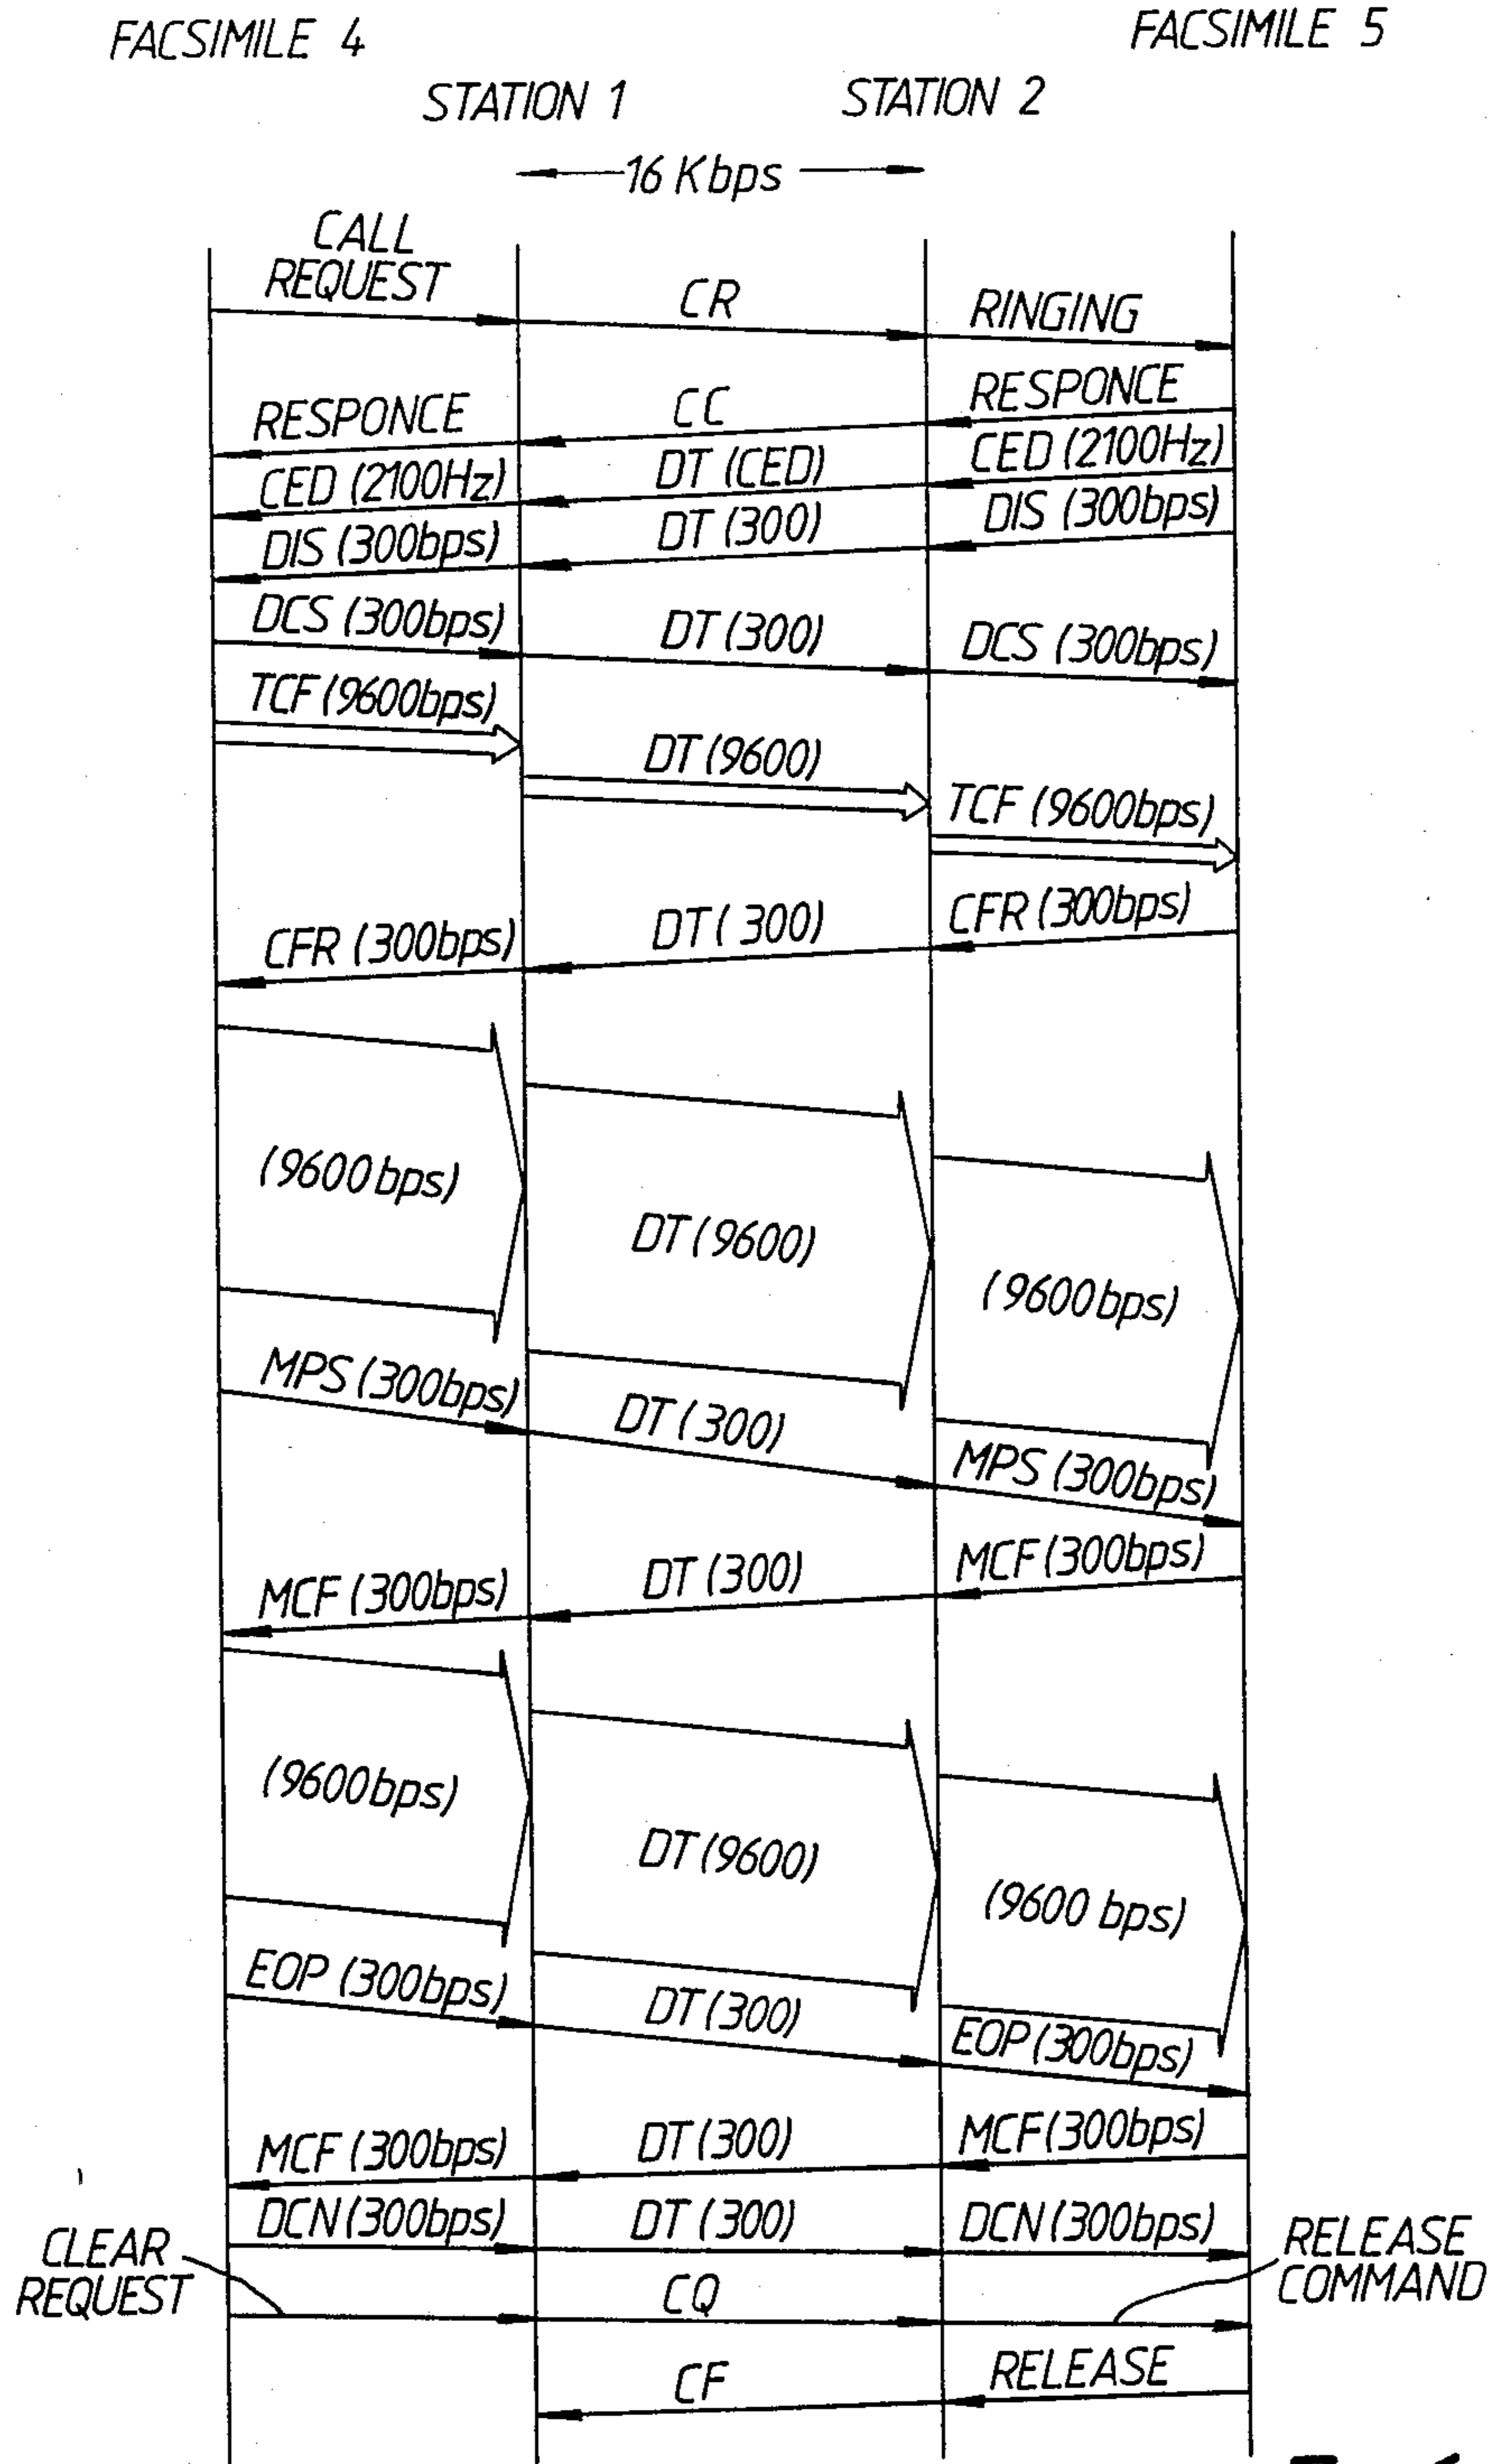 FACSIMILE 4
FACSIMILE 5
STATION 1
STATION 2
16 Kbps
CALL
REQUEST
CR
RINGING
RESPONCE
CC
RESPONCE
CED (2100Hz)
DT (CED)
CED (2100Hz)
DIS (300bps)
DT (300)
DIS (300bps)
DCS (300bps)
DT (300)
DCS (300bps)
TCF (9600bps)
DT (9600)
TCF (9600bps)
CFR (300bps)
DT ( 300)
CFR (300bps)
(9600bps)
DT (9600)
(9600bps)
MPS (300bps)
DT (300)
MPS (300bps)
MCF (300bps)
DT (300)
MCF (300bps)
(9600bps)
DT (9600)
(9600 bps)
EOP (300bps)
DT (300)
EOP (300bps)
MCF (300bps)
DT (300)
MCF (300bps)
DCN (300bps)
DT (300)
DCN (300bps)
CLEAR
REQUEST
CQ
RELEASE
COMMAND
CF
RELEASE